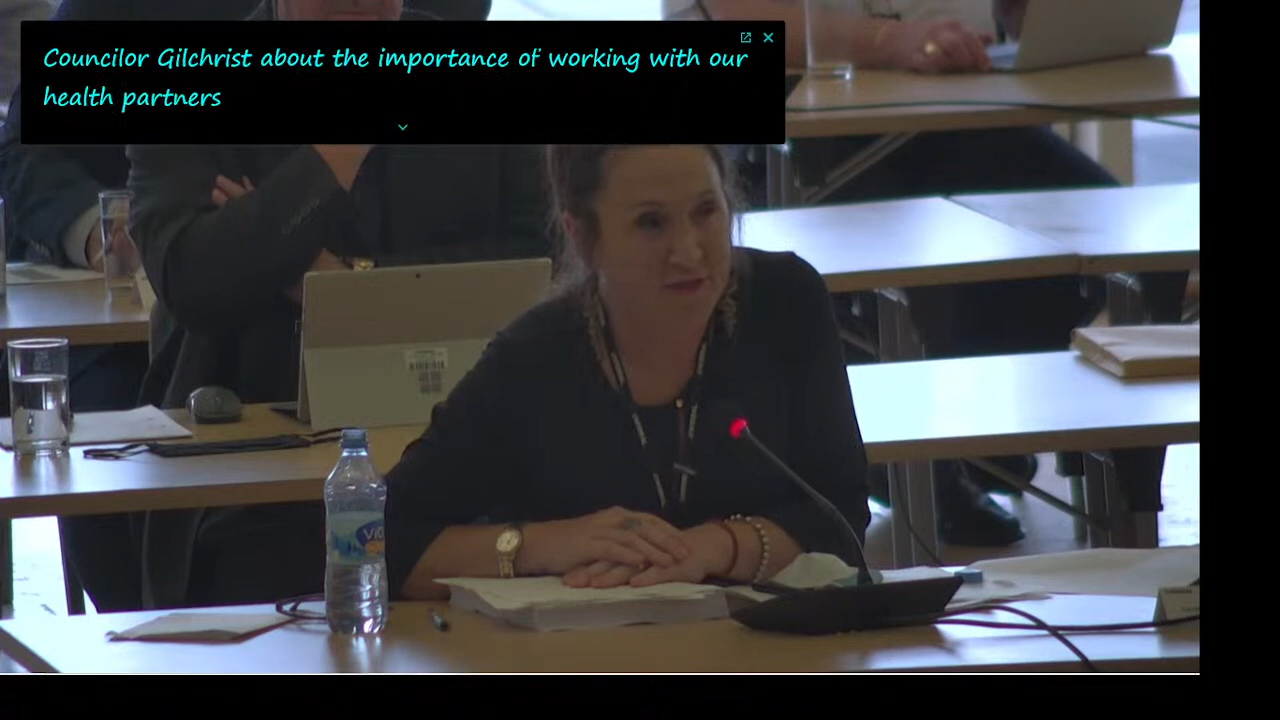 Councilor Gilchrist about the importance of working with our
health partners